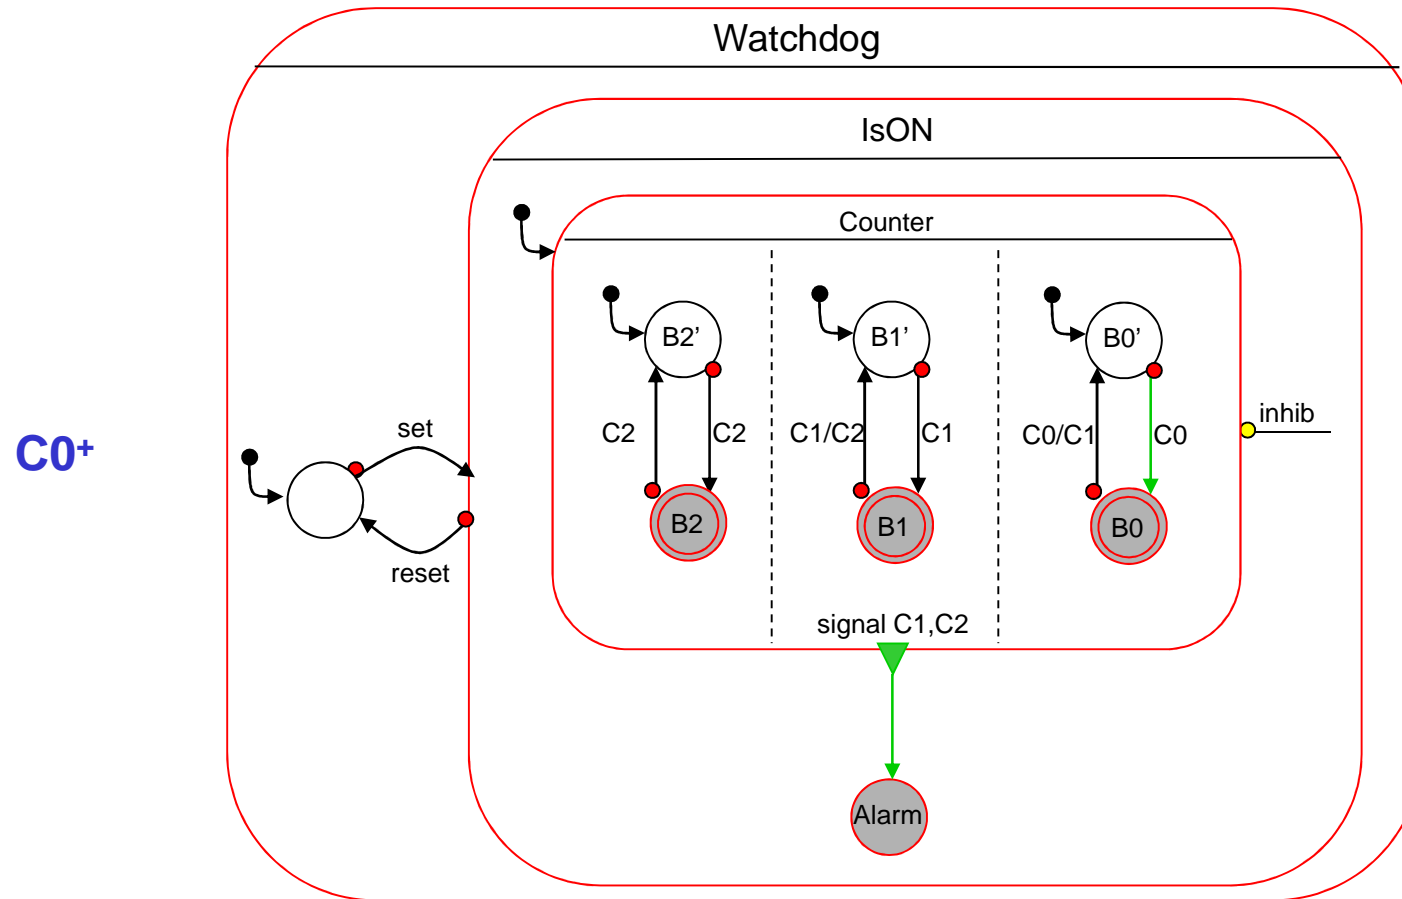 Watchdog
IsON
Counter
B2’
B1’
B0’
C2
C2
C1/C2
C1
C0/C1
C0
inhib
set
C0+
B2
B1
B0
reset
signal C1,C2
Alarm